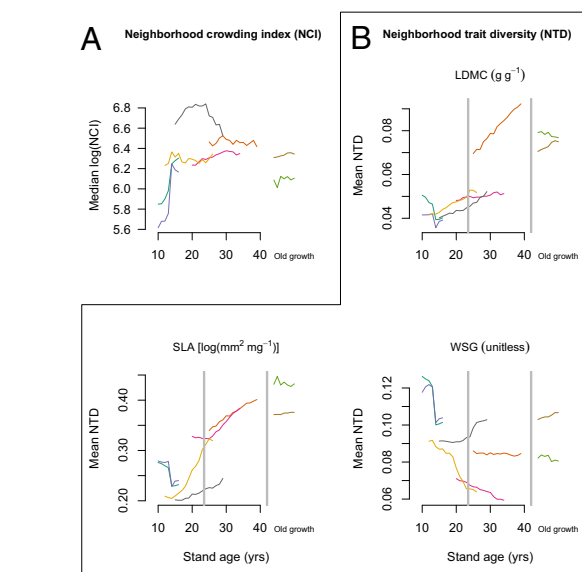 A Neighborhood crowding index (NCI)
B Neighborhood trait diversity (NTD)
Median log(NCI)
6.8
6.6
6.4
6.2
6.0
5.8
5.6
10 20 30 40 Old growth
LDMC (g g⁻¹)
Mean NTD
0.08
0.06
0.04
10 20 30 40 Old growth
SLA [log(mm² mg⁻¹)]
Mean NTD
0.40
0.30
0.20
10 20 30 40 Old growth
Stand age (yrs)
WSG (unitless)
Mean NTD
0.12
0.10
0.08
0.06
10 20 30 40 Old growth
Stand age (yrs)